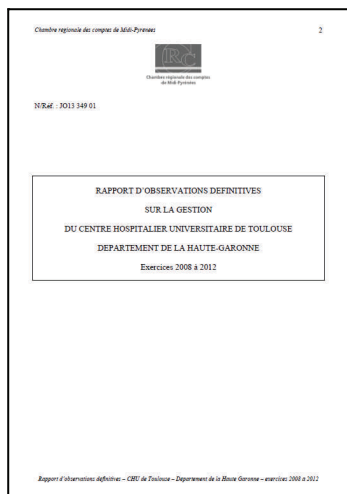 Chambre régionale des comptes de Midi-Pyrénées
2
CRC
Chambre régionale des comptes
de Midi-Pyrénées
N/Réf. : JO13 349 01
RAPPORT D'OBSERVATIONS DEFINITIVES
SUR LA GESTION
DU CENTRE HOSPITALIER UNIVERSITAIRE DE TOULOUSE
DEPARTEMENT DE LA HAUTE-GARONNE
Exercices 2008 à 2012
Rapport d'observations définitives – CHU de Toulouse – Departement de la Haute Garonne – exercices 2008 à 2012